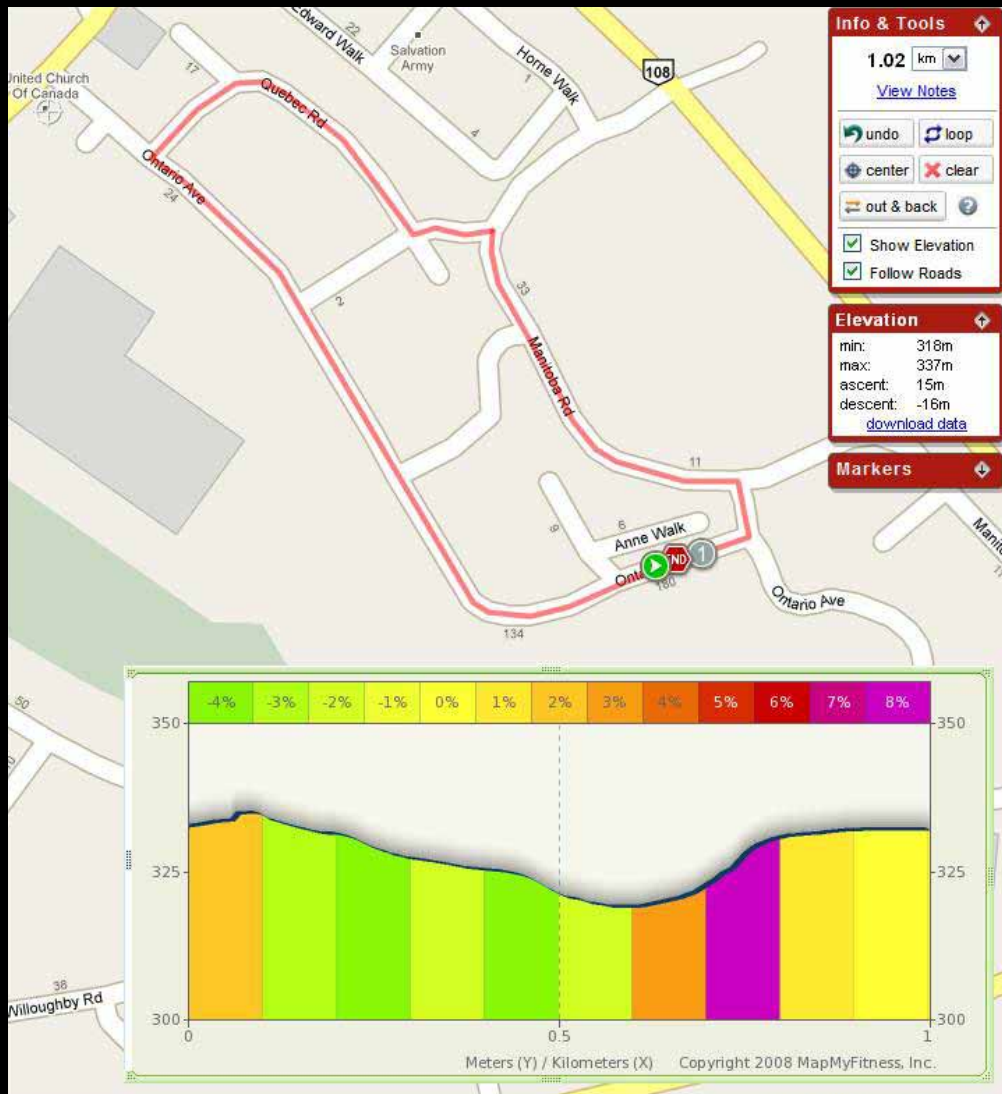 Edward Walk
22
Salvation
Army
Horne Walk
1
108
17
United Church
Of Canada
Quebec Rd
4
Ontario Ave
24
2
33
Manitoba Rd
11
9
6
Anne Walk
END
1
180
134
Ontario Ave
50
38
Willoughby Rd
Info & Tools
1.02 km
View Notes
undo
loop
center
clear
out & back
?
Show Elevation
Follow Roads
Elevation
min: 318m
max: 337m
ascent: 15m
descent: -16m
download data
Markers
-4% -3% -2% -1% 0% 1% 2% 3% 4% 5% 6% 7% 8%
350 350
325 325
300 300
0 0.5 1
Meters (Y) / Kilometers (X) Copyright 2008 MapMyFitness, Inc.